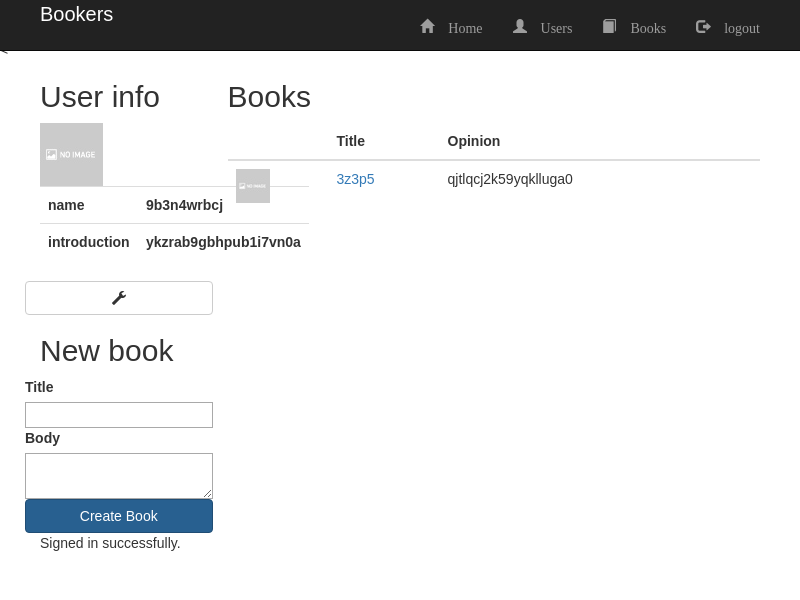 Bookers
Home Users Books logout
<
User info
NO IMAGE
name 9b3n4wrbcj
introduction ykzrab9gbhpub1i7vn0a
New book
Title
Body
Create Book
Signed in successfully.
Books
Title Opinion
NO IMAGE 3z3p5 qjtlqcj2k59yqklluga0